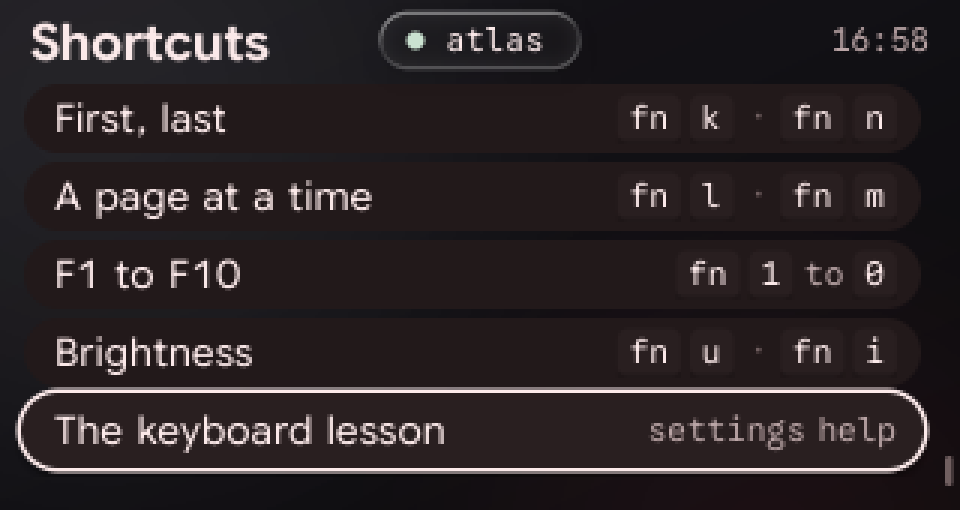 Shortcuts atlas 16:58
First, last fn k · fn n
A page at a time fn l · fn m
F1 to F10 fn 1 to 0
Brightness fn u · fn i
The keyboard lesson settings help